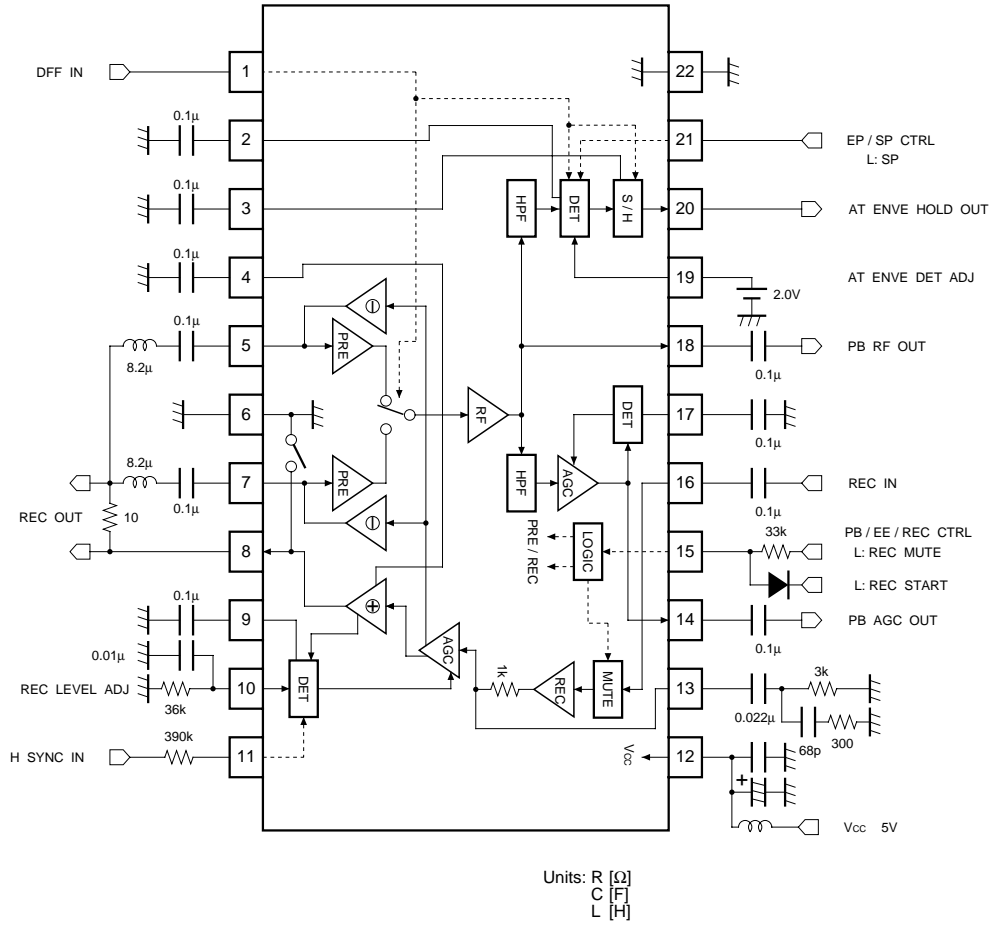 DFF IN
1
22
0.1μ
2
21
EP / SP CTRL
L: SP
0.1μ
3
HPF
DET
S / H
20
AT ENVE HOLD OUT
0.1μ
4
19
AT ENVE DET ADJ
2.0V
0.1μ
8.2μ
5
PRE
18
PB RF OUT
0.1μ
6
RF
DET
17
0.1μ
8.2μ
0.1μ
7
PRE
HPF
AGC
16
REC IN
0.1μ
REC OUT
10
8
PRE / REC
LOGIC
15
PB / EE / REC CTRL
33k
L: REC MUTE
L: REC START
0.1μ
9
14
PB AGC OUT
0.1μ
0.01μ
REC LEVEL ADJ
36k
10
DET
AGC
1k
REC
MUTE
13
0.022μ
3k
68p
300
H SYNC IN
390k
11
Vcc
12
+
Vcc 5V
Units: R [Ω]
C [F]
L [H]